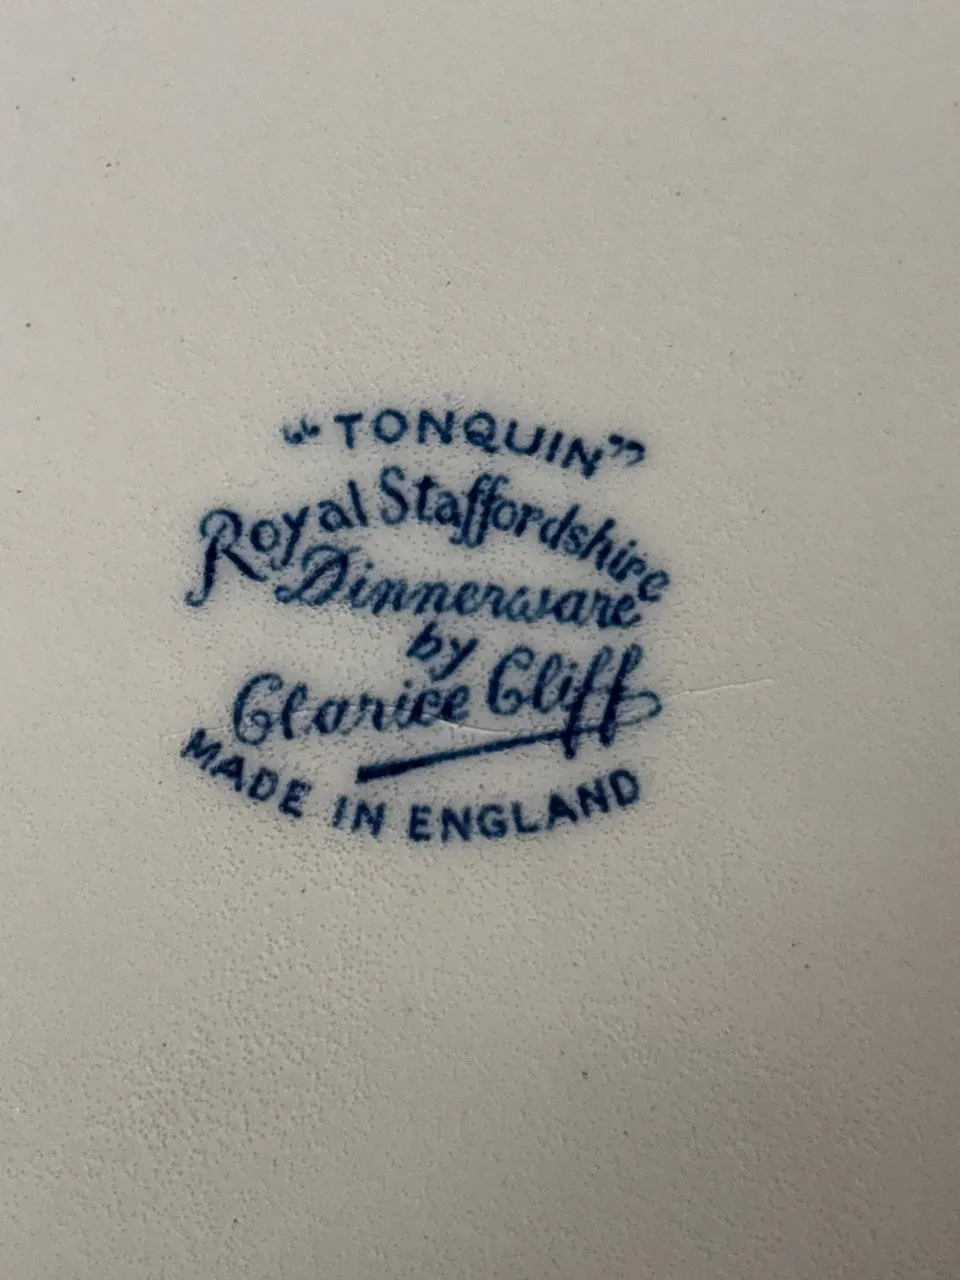 “TONQUIN”
Royal Staffordshire
Dinnerware
by
Clarice Cliff
MADE IN ENGLAND